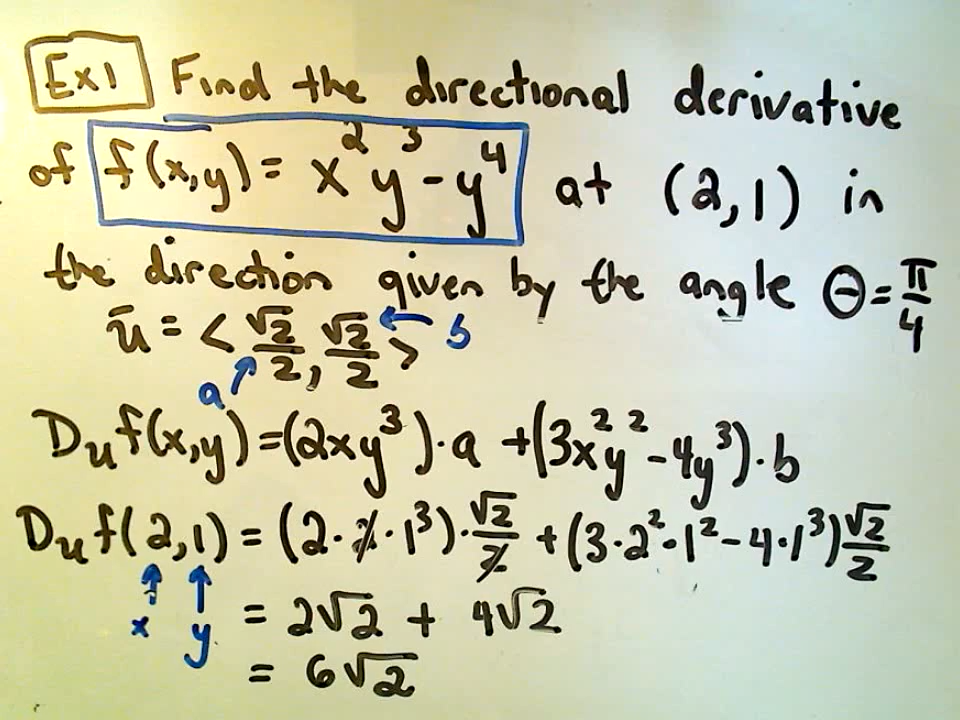 Ex1 Find the directional derivative
of f(x,y) = x²y³ - y⁴ at (2,1) in
the direction given by the angle Θ = π/4
ū = < √2/2, √2/2 > b
a
Dᵤf(x,y) = (2xy³)·a + (3x²y² - 4y³)·b
Dᵤf(2,1) = (2·2·1³)·√2/2 + (3·2²·1² - 4·1³)√2/2
x y = 2√2 + 4√2
= 6√2